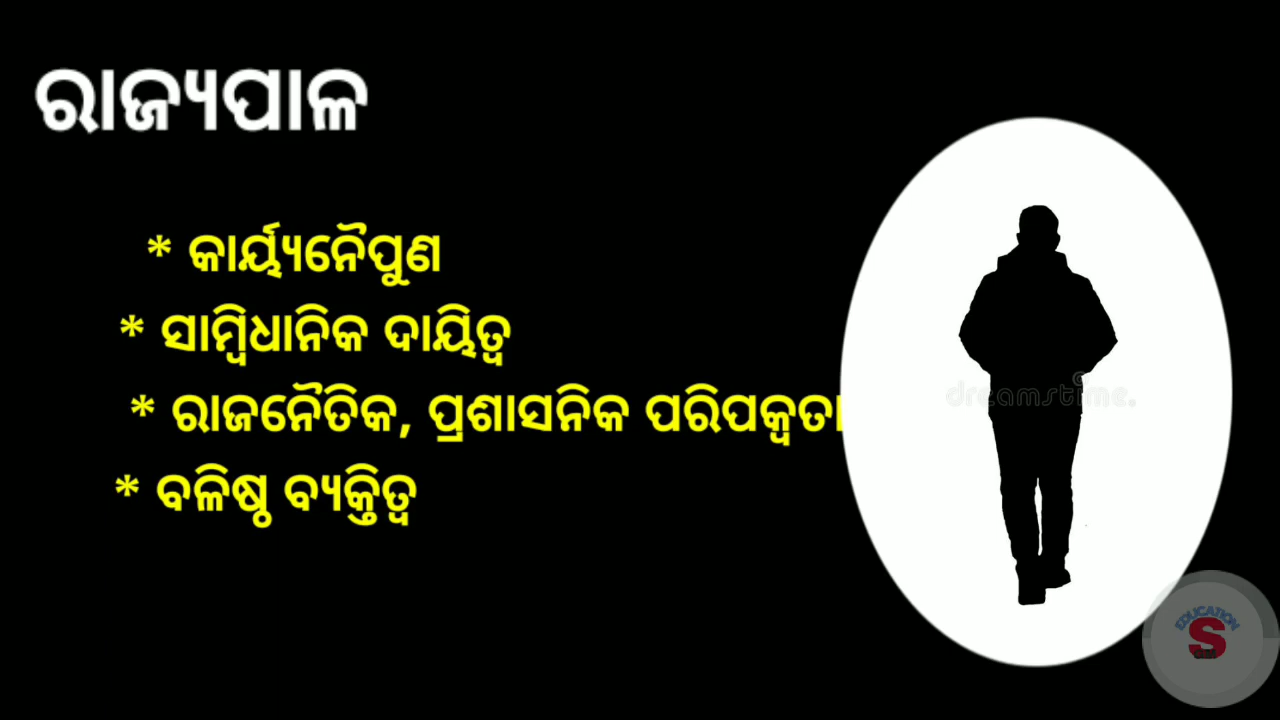 ରାଜ୍ୟପାଳ
* କାର୍ଯ୍ୟନୈପୁଣ
* ସାମ୍ବିଧାନିକ ଦାୟିତ୍ୱ
* ରାଜନୈତିକ, ପ୍ରଶାସନିକ ପରିପକ୍ୱତା
* ବଳିଷ୍ଠ ବ୍ୟକ୍ତିତ୍ୱ
dreamstime.
EDUCATION
S